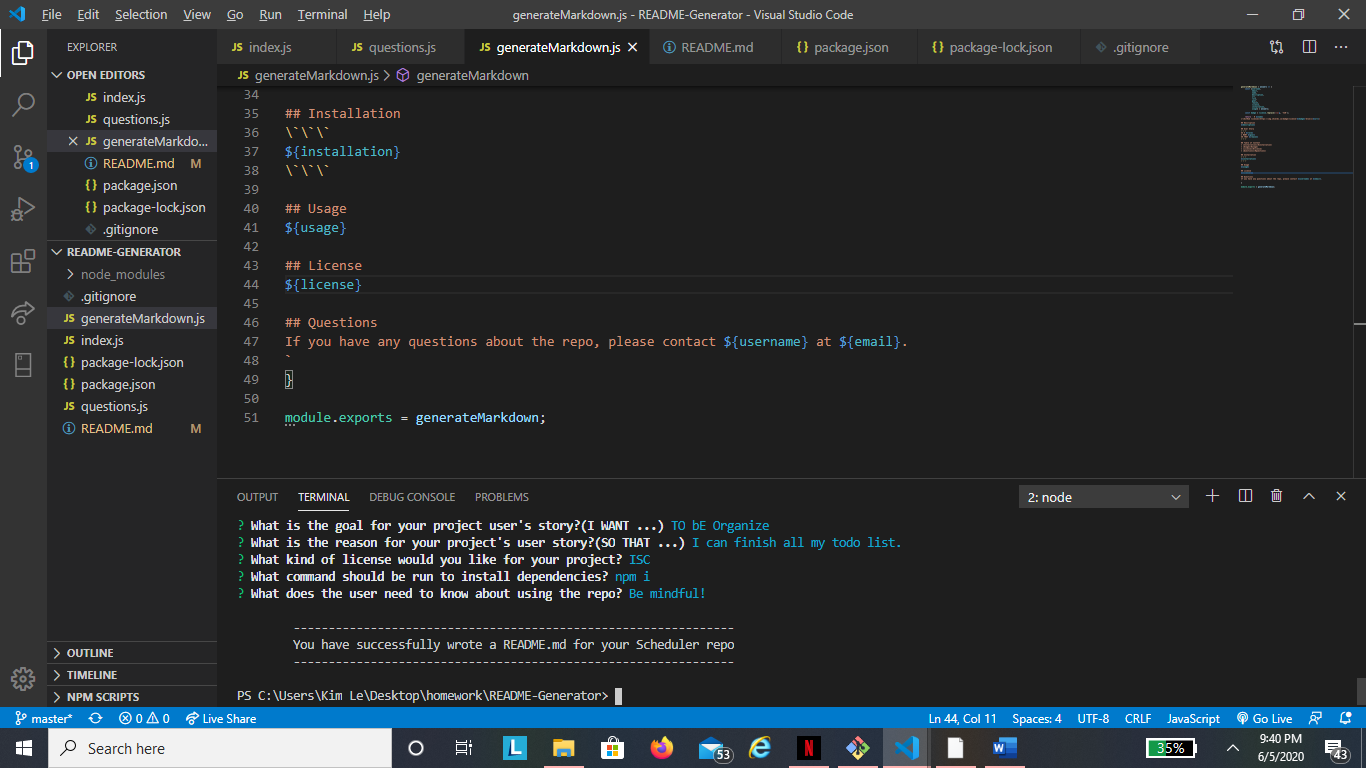 File Edit Selection View Go Run Terminal Help generateMarkdown.js - README-Generator - Visual Studio Code
EXPLORER
OPEN EDITORS
JS index.js
JS questions.js
JS generateMarkdo...
README.md M
{} package.json
{} package-lock.json
.gitignore
README-GENERATOR
node_modules
.gitignore
JS generateMarkdown.js
JS index.js
{} package-lock.json
{} package.json
JS questions.js
README.md M
OUTLINE
TIMELINE
NPM SCRIPTS
1
JS index.js JS questions.js JS generateMarkdown.js README.md {} package.json {} package-lock.json .gitignore
JS generateMarkdown.js > generateMarkdown
34
35 ## Installation
36 \`\`\`
37 ${installation}
38 \`\`\`
39
40 ## Usage
41 ${usage}
42
43 ## License
44 ${license}
45
46 ## Questions
47 If you have any questions about the repo, please contact ${username} at ${email}.
48 `
49 }
50
51 module.exports = generateMarkdown;
OUTPUT TERMINAL DEBUG CONSOLE PROBLEMS 2: node
? What is the goal for your project user's story?(I WANT ...) TO bE Organize
? What is the reason for your project's user story?(SO THAT ...) I can finish all my todo list.
? What kind of license would you like for your project? ISC
? What command should be run to install dependencies? npm i
? What does the user need to know about using the repo? Be mindful!
---------------------------------------------------------------
You have successfully wrote a README.md for your Scheduler repo
---------------------------------------------------------------
PS C:\Users\Kim Le\Desktop\homework\README-Generator>
master* 0 0 Live Share Ln 44, Col 11 Spaces: 4 UTF-8 CRLF JavaScript Go Live
Search here L 53 N W 35% 9:40 PM
6/5/2020 43